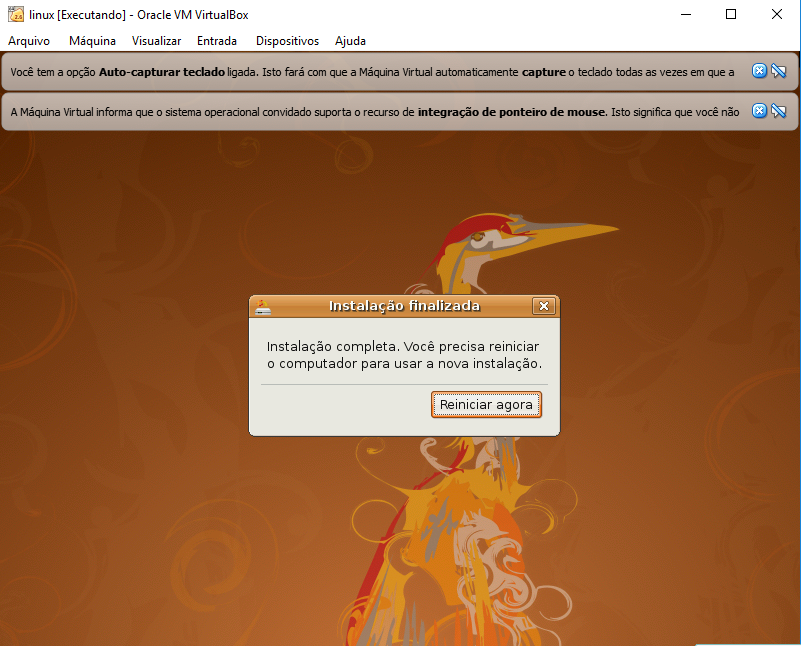 linux [Executando] - Oracle VM VirtualBox
Arquivo Máquina Visualizar Entrada Dispositivos Ajuda
Você tem a opção Auto-capturar teclado ligada. Isto fará com que a Máquina Virtual automaticamente capture o teclado todas as vezes em que a
A Máquina Virtual informa que o sistema operacional convidado suporta o recurso de integração de ponteiro de mouse. Isto significa que você não
Instalação finalizada
Instalação completa. Você precisa reiniciar
o computador para usar a nova instalação.
Reiniciar agora